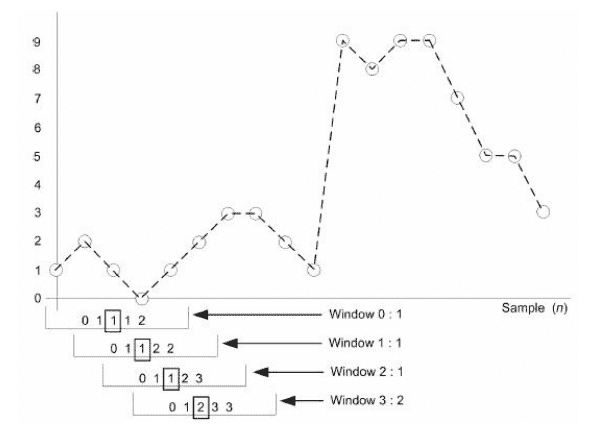 9
8
7
6
5
4
3
2
1
0
Sample (n)
0 1 1 1 2
Window 0 : 1
0 1 1 2 2
Window 1 : 1
0 1 1 2 3
Window 2 : 1
0 1 2 3 3
Window 3 : 2